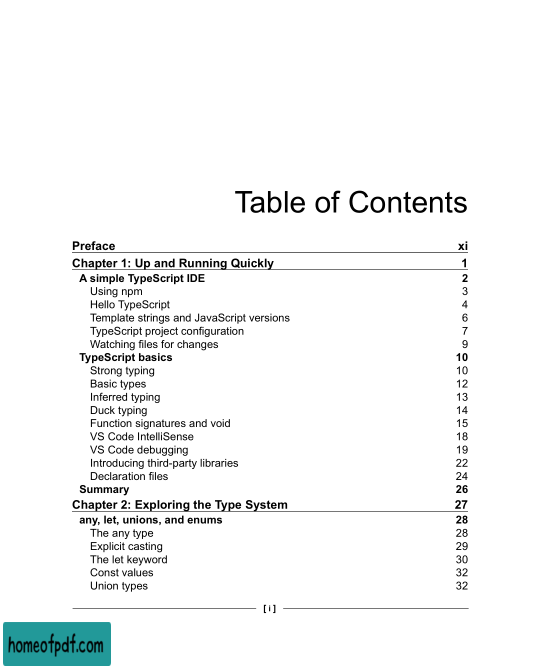 Table of Contents
Preface xi
Chapter 1: Up and Running Quickly 1
A simple TypeScript IDE 2
Using npm 3
Hello TypeScript 4
Template strings and JavaScript versions 6
TypeScript project configuration 7
Watching files for changes 9
TypeScript basics 10
Strong typing 10
Basic types 12
Inferred typing 13
Duck typing 14
Function signatures and void 15
VS Code IntelliSense 18
VS Code debugging 19
Introducing third-party libraries 22
Declaration files 24
Summary 26
Chapter 2: Exploring the Type System 27
any, let, unions, and enums 28
The any type 28
Explicit casting 29
The let keyword 30
Const values 32
Union types 32
[ i ]
homeofpdf.com